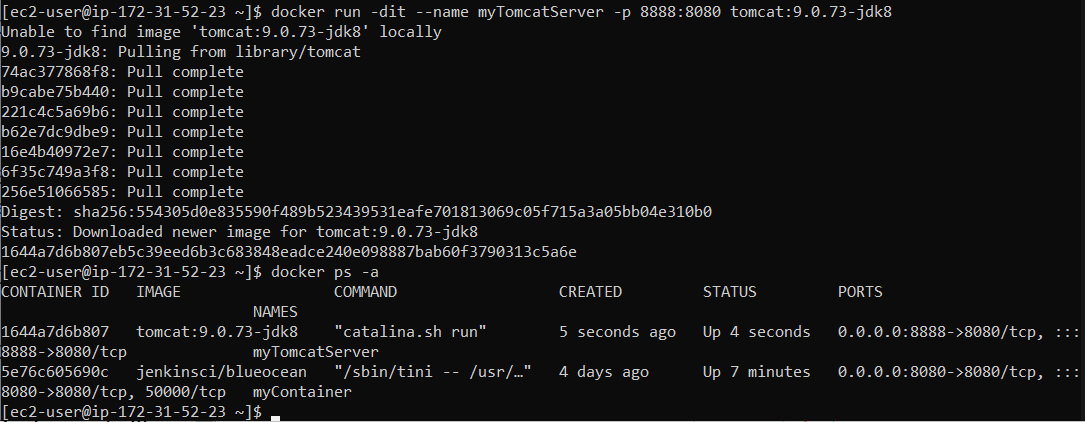 [ec2-user@ip-172-31-52-23 ~]$ docker run -dit --name myTomcatServer -p 8888:8080 tomcat:9.0.73-jdk8
Unable to find image 'tomcat:9.0.73-jdk8' locally
9.0.73-jdk8: Pulling from library/tomcat
74ac377868f8: Pull complete
b9cabe75b440: Pull complete
221c4c5a69b6: Pull complete
b62e7dc9dbe9: Pull complete
16e4b40972e7: Pull complete
6f35c749a3f8: Pull complete
256e51066585: Pull complete
Digest: sha256:554305d0e835590f489b523439531eafe701813069c05f715a3a05bb04e310b0
Status: Downloaded newer image for tomcat:9.0.73-jdk8
1644a7d6b807eb5c39eed6b3c683848eadce240e098887bab60f3790313c5a6e
[ec2-user@ip-172-31-52-23 ~]$ docker ps -a
CONTAINER ID   IMAGE                 COMMAND                  CREATED         STATUS         PORTS
                            NAMES
1644a7d6b807   tomcat:9.0.73-jdk8    "catalina.sh run"        5 seconds ago   Up 4 seconds   0.0.0.0:8888->8080/tcp, :::
8888->8080/tcp              myTomcatServer
5e76c605690c   jenkinsci/blueocean   "/sbin/tini -- /usr/…"   4 days ago      Up 7 minutes   0.0.0.0:8080->8080/tcp, :::
8080->8080/tcp, 50000/tcp   myContainer
[ec2-user@ip-172-31-52-23 ~]$